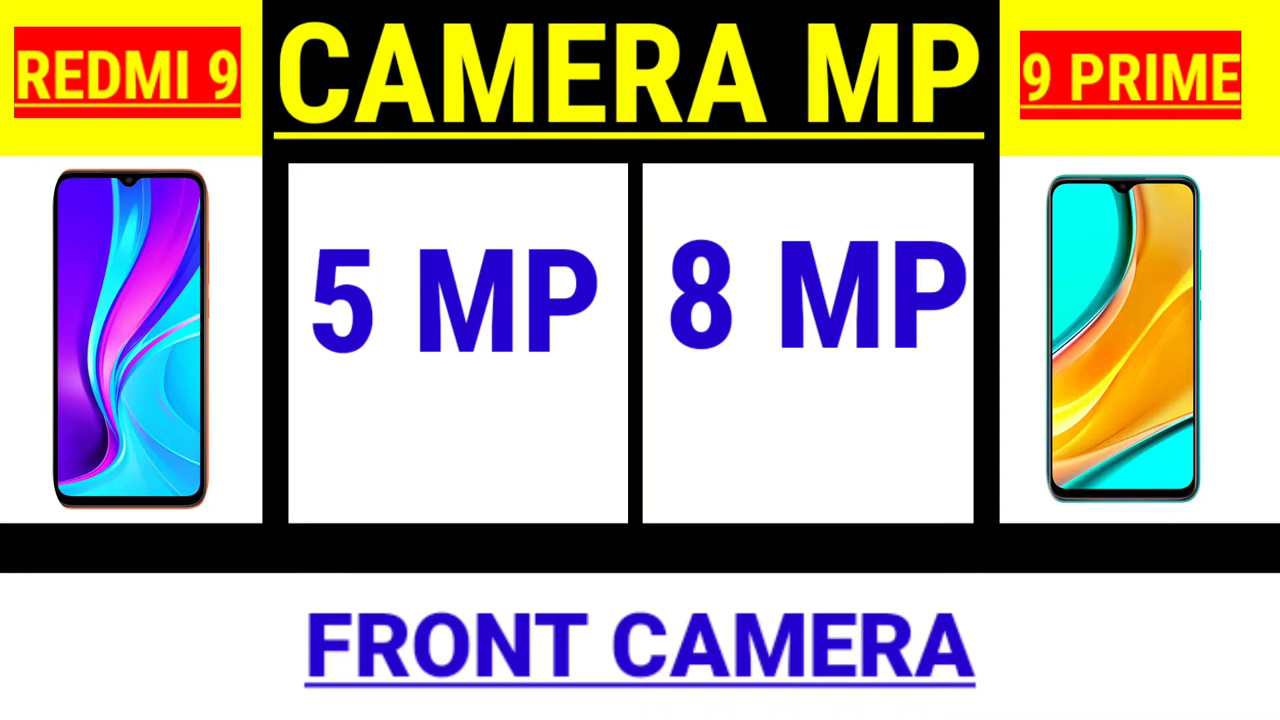 REDMI 9
CAMERA MP
9 PRIME
5 MP
8 MP
FRONT CAMERA